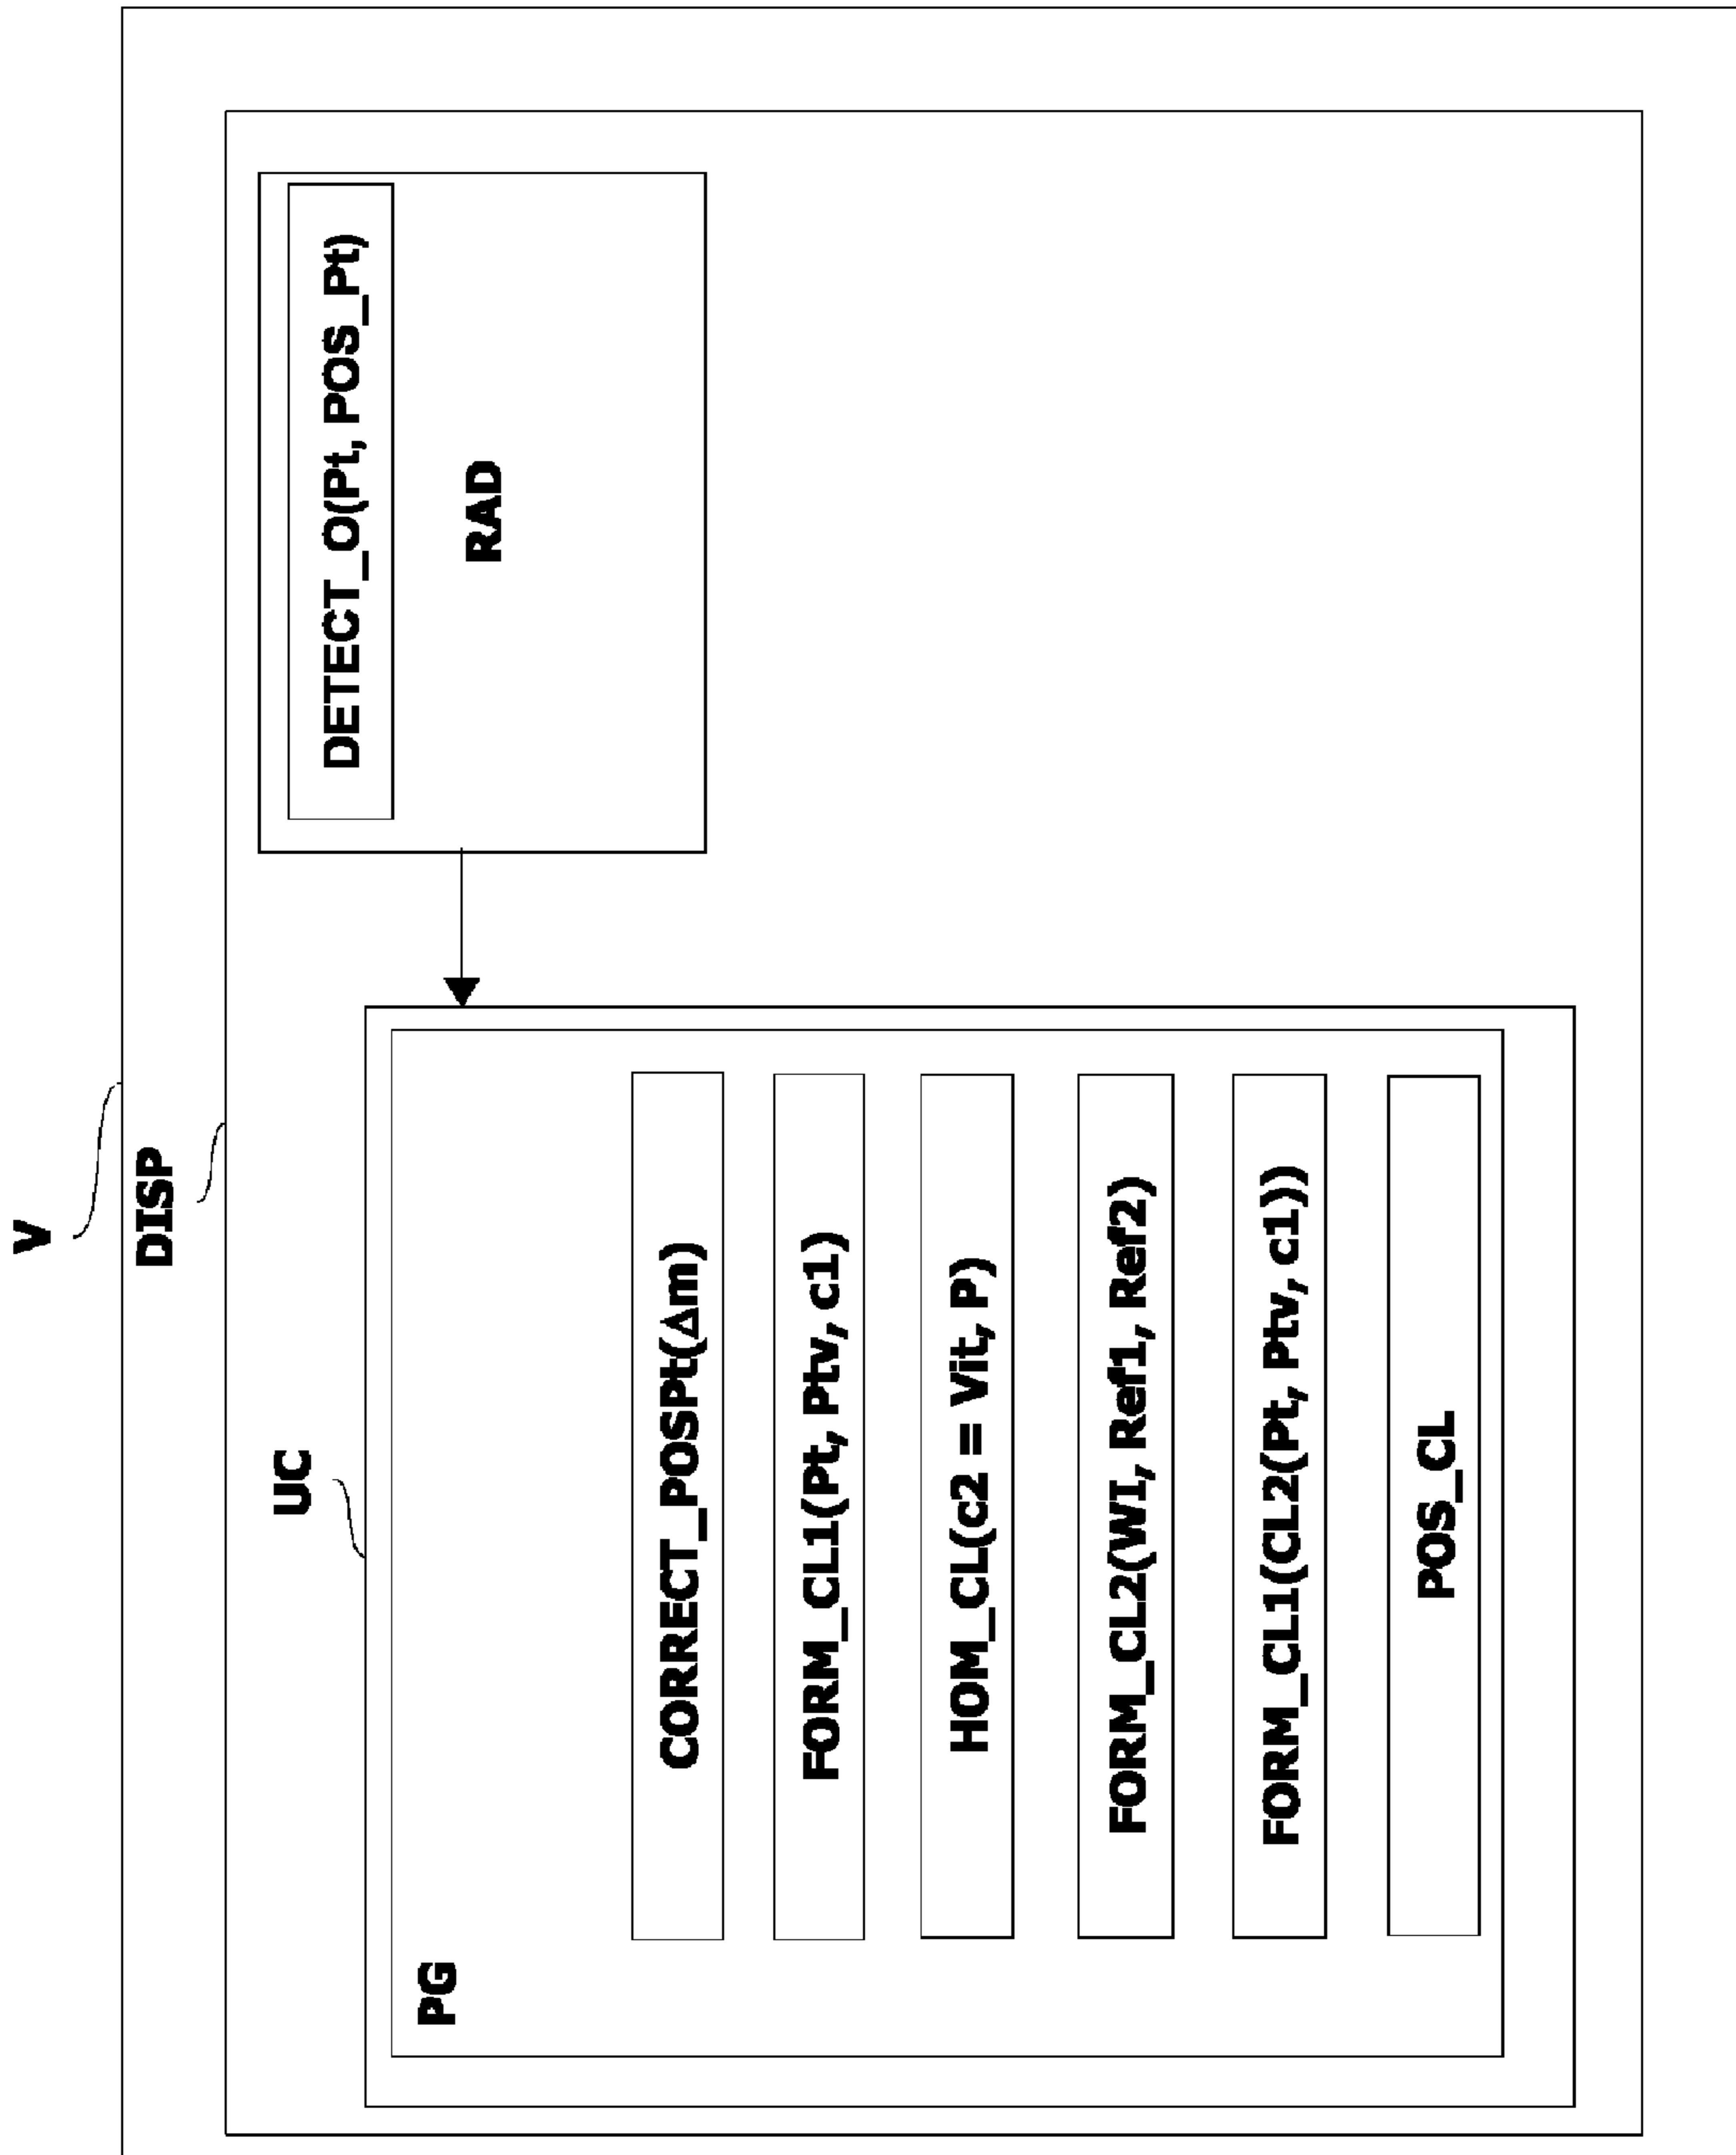 V
DISP
UC
PG
CORRECT_POSPt(Δm)
FORM_CL1(Pt, Ptv, c1)
HOM_CL(c2 = Vit, P)
FORM_CL2(WI, Ref1, Ref2)
FORM_CL1(CL2(Pt, Ptv, c1))
POS_CL
DETECT_O(Pt, POS_Pt)
RAD